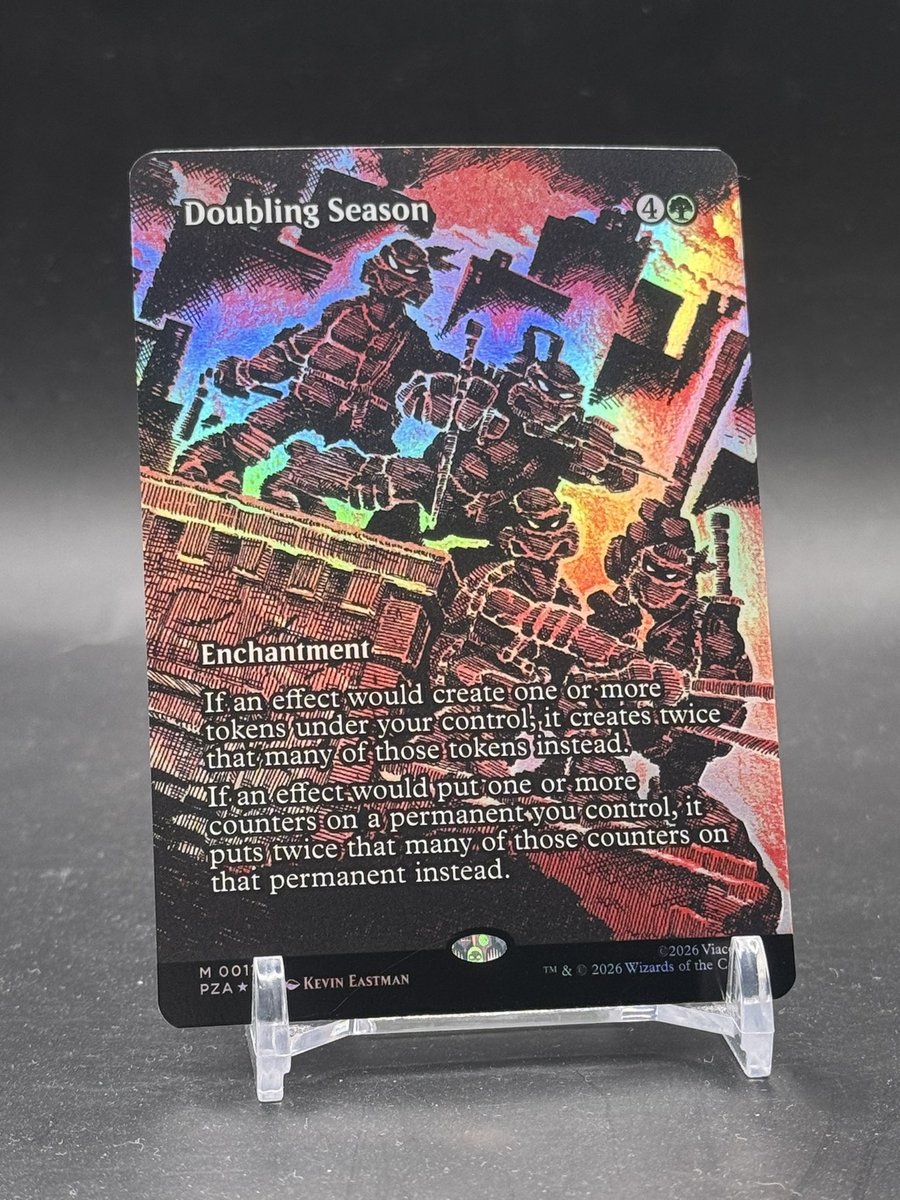 Doubling Season 4
Enchantment
If an effect would create one or more
tokens under your control, it creates twice
that many of those tokens instead.
If an effect would put one or more
counters on a permanent you control, it
puts twice that many of those counters on
that permanent instead.
M 001
©2026
PZA ★ KEVIN EASTMAN
™ & © 2026 Wizards of the